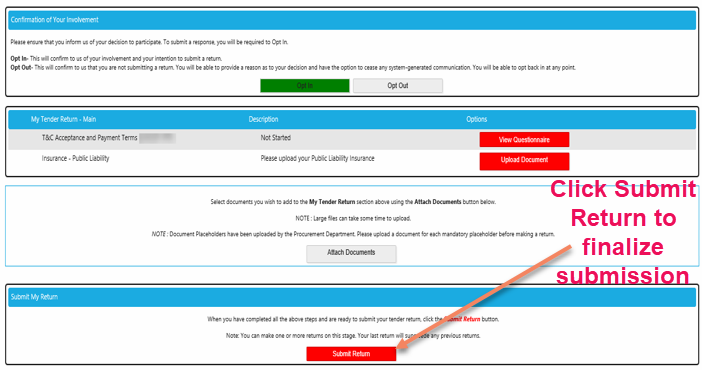 Confirmation of Your Involvement
Please ensure that you inform us of your decision to participate. To submit a response, you will be required to Opt In.
Opt In- This will confirm to us of your involvement and your intention to submit a return.
Opt Out- This will confirm to us that you are not submitting a return. You will be able to provide a reason as to your decision and have the option to cease any system-generated communication. You will be able to opt back in at any point.
Opt In Opt Out
My Tender Return - Main Description Options
T&C Acceptance and Payment Terms Not Started View Questionnaire
Insurance - Public Liability Please upload your Public Liability Insurance Upload Document
Select documents you wish to add to the My Tender Return section above using the Attach Documents button below.
NOTE : Large files can take some time to upload.
NOTE : Document Placeholders have been uploaded by the Procurement Department. Please upload a document for each mandatory placeholder before making a return.
Attach Documents
Click Submit
Return to
finalize
submission
Submit My Return
When you have completed all the above steps and are ready to submit your tender return, click the Submit Return button.
Note: You can make one or more returns on this stage. Your last return will supersede any previous returns.
Submit Return